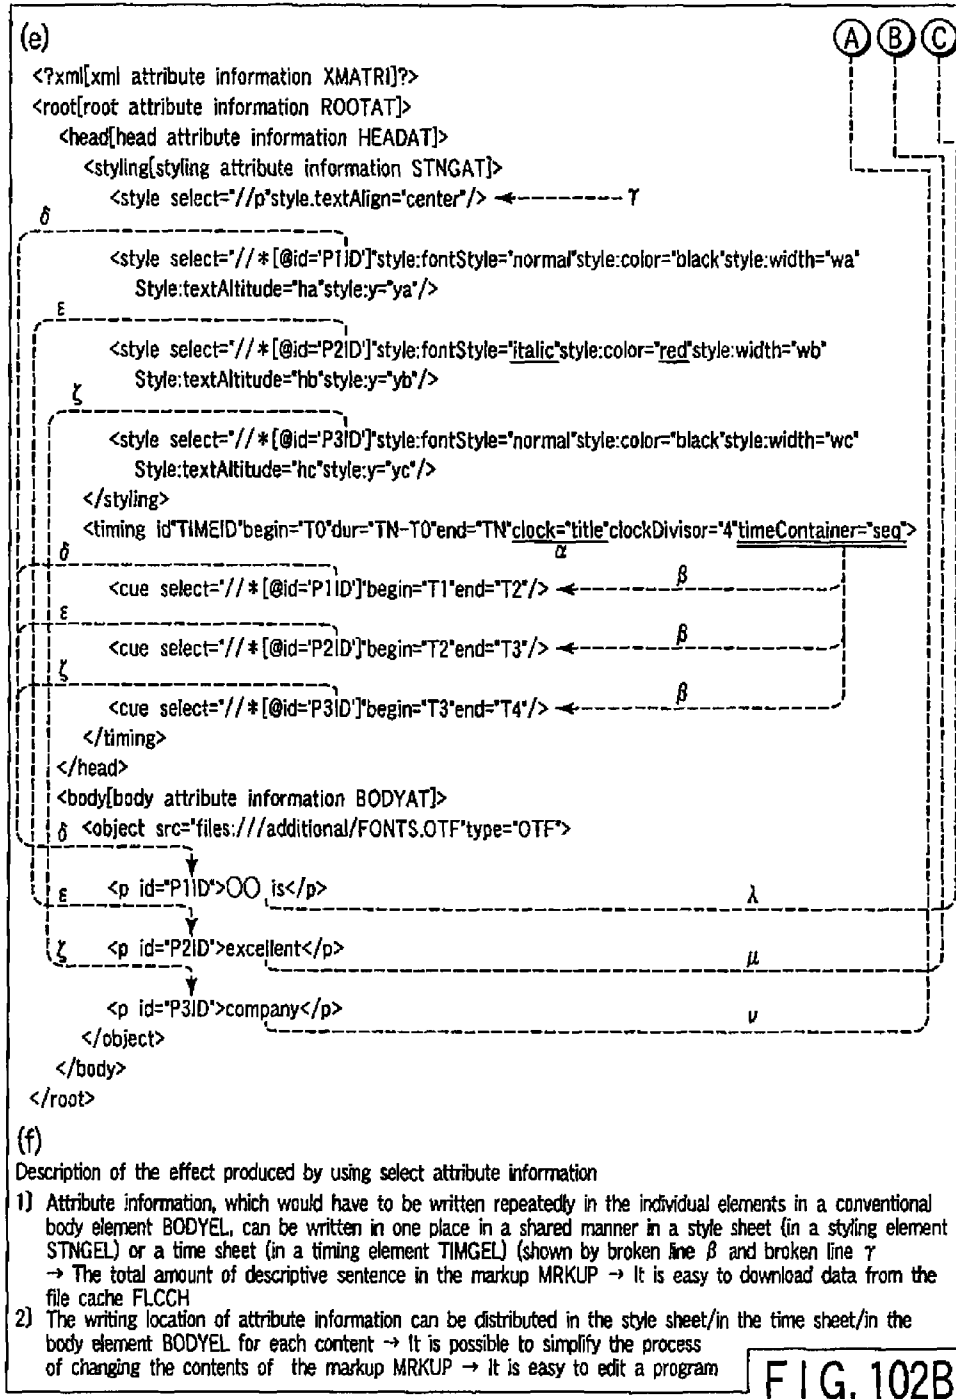 (e)
Ⓐ Ⓑ Ⓒ
<?xml[xml attribute information XMATRI]?>
<root[root attribute information ROOTAT]>
<head[head attribute information HEADAT]>
<styling[styling attribute information STNGAT]>
<style select="//p"style.textAlign="center"/> γ
δ
<style select="//*[@id='P1ID']"style:fontStyle="normal"style:color="black"style:width="wa"
Style:textAltitude="ha"style:y="ya"/>
ε
<style select="//*[@id='P2ID']"style:fontStyle="italic"style:color="red"style:width="wb"
Style:textAltitude="hb"style:y="yb"/>
ζ
<style select="//*[@id='P3ID']"style:fontStyle="normal"style:color="black"style:width="wc"
Style:textAltitude="hc"style:y="yc"/>
</styling>
<timing id"TIMEID"begin="T0"dur="TN-T0"end="TN"clock="title"clockDivisor="4"timeContainer="seq">
δ α
<cue select="//*[@id='P1ID']"begin="T1"end="T2"/> β
ε
<cue select="//*[@id='P2ID']"begin="T2"end="T3"/> β
ζ
<cue select="//*[@id='P3ID']"begin="T3"end="T4"/> β
</timing>
</head>
<body[body attribute information BODYAT]>
δ <object src="files:///additional/FONTS.OTF"type="OTF">
ε <p id="P1ID">○○ is</p> λ
ζ <p id="P2ID">excellent</p> μ
<p id="P3ID">company</p> ν
</object>
</body>
</root>
(f)
Description of the effect produced by using select attribute information
1) Attribute information, which would have to be written repeatedly in the individual elements in a conventional
body element BODYEL, can be written in one place in a shared manner in a style sheet (in a styling element
STNGEL) or a time sheet (in a timing element TIMGEL) (shown by broken line β and broken line γ
→ The total amount of descriptive sentence in the markup MRKUP → It is easy to download data from the
file cache FLCCH
2) The writing location of attribute information can be distributed in the style sheet/in the time sheet/in the
body element BODYEL for each content → It is possible to simplify the process
of changing the contents of the markup MRKUP → It is easy to edit a program
FIG. 102B